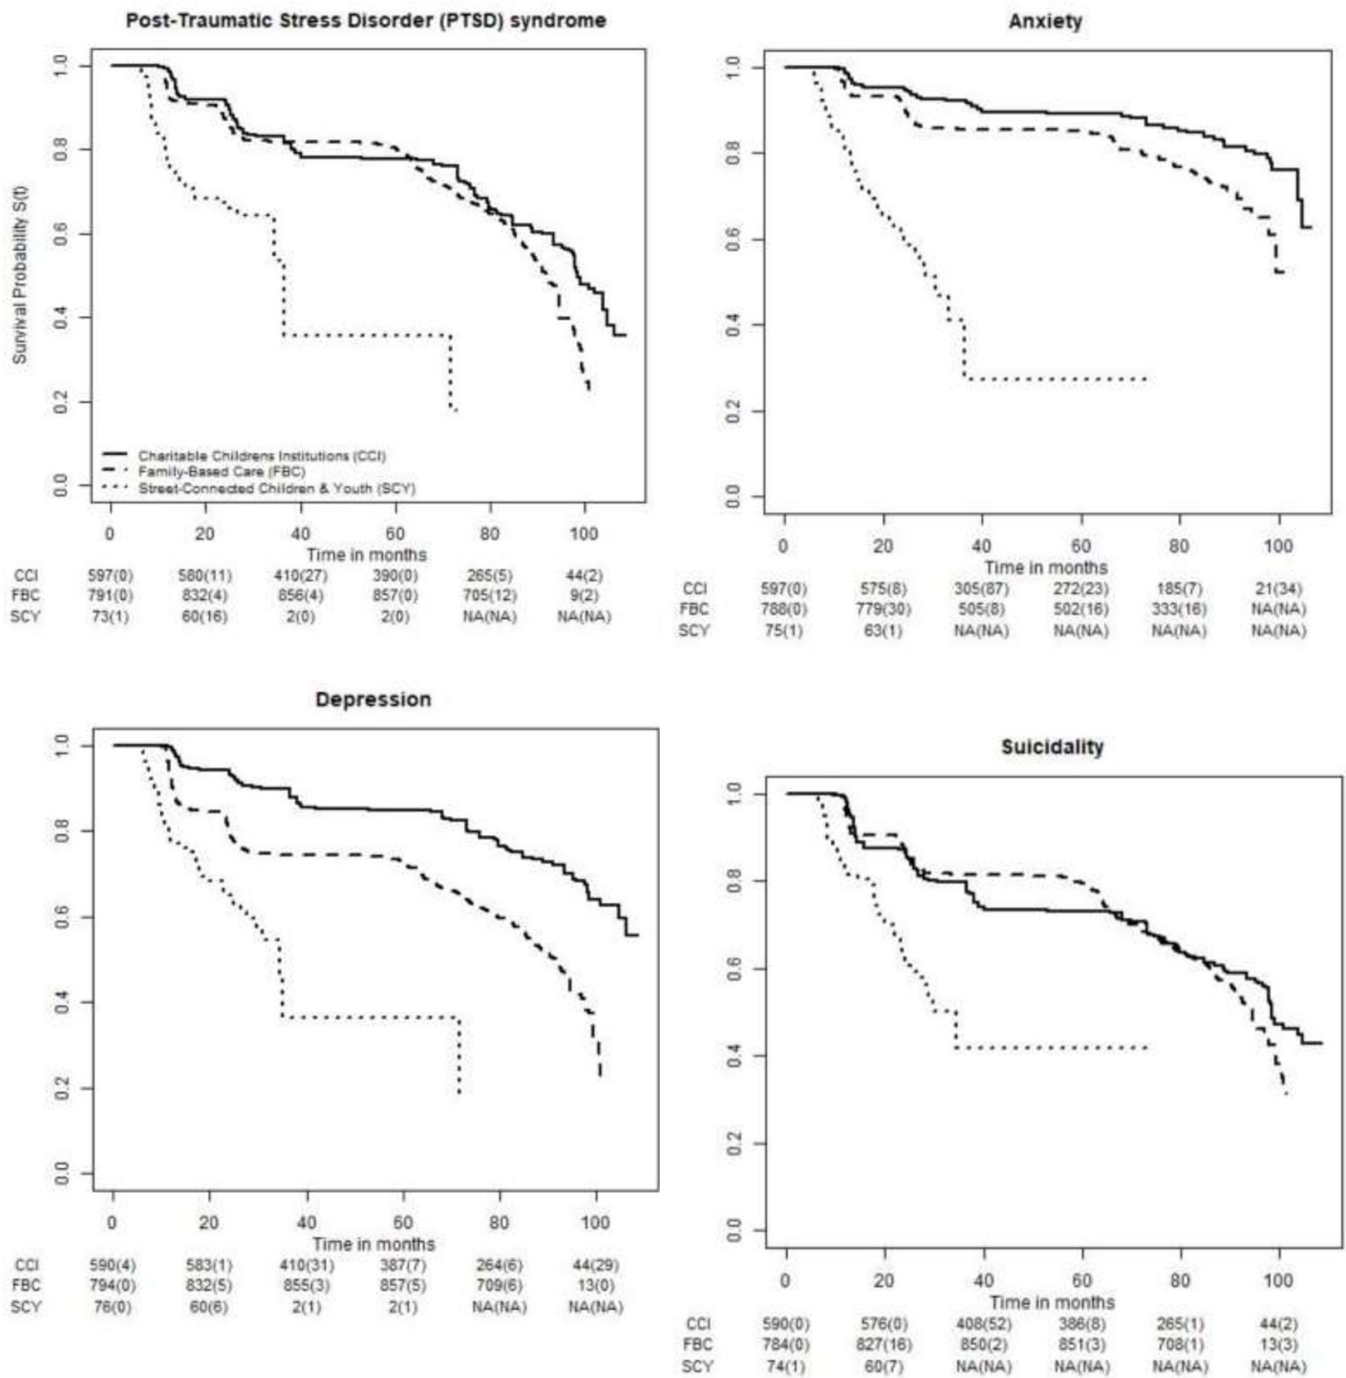 Post-Traumatic Stress Disorder (PTSD) syndrome
Survival Probability S(t)
1.0
0.8
0.6
0.4
0.2
0.0
Charitable Childrens Institutions (CCI)
Family-Based Care (FBC)
Street-Connected Children & Youth (SCY)
0 20 40 60 80 100
Time in months
CCI 597(0) 580(11) 410(27) 390(0) 265(5) 44(2)
FBC 791(0) 832(4) 856(4) 857(0) 705(12) 9(2)
SCY 73(1) 60(16) 2(0) 2(0) NA(NA) NA(NA)
Anxiety
1.0
0.8
0.6
0.4
0.2
0.0
0 20 40 60 80 100
Time in months
CCI 597(0) 575(8) 305(87) 272(23) 185(7) 21(34)
FBC 788(0) 779(30) 505(8) 502(16) 333(16) NA(NA)
SCY 75(1) 63(1) NA(NA) NA(NA) NA(NA) NA(NA)
Depression
1.0
0.8
0.6
0.4
0.2
0.0
0 20 40 60 80 100
Time in months
CCI 590(4) 583(1) 410(31) 387(7) 264(6) 44(29)
FBC 794(0) 832(5) 855(3) 857(5) 709(6) 13(0)
SCY 76(0) 60(6) 2(1) 2(1) NA(NA) NA(NA)
Suicidality
1.0
0.8
0.6
0.4
0.2
0.0
0 20 40 60 80 100
Time in months
CCI 590(0) 576(0) 408(52) 386(8) 265(1) 44(2)
FBC 784(0) 827(16) 850(2) 851(3) 708(1) 13(3)
SCY 74(1) 60(7) NA(NA) NA(NA) NA(NA) NA(NA)